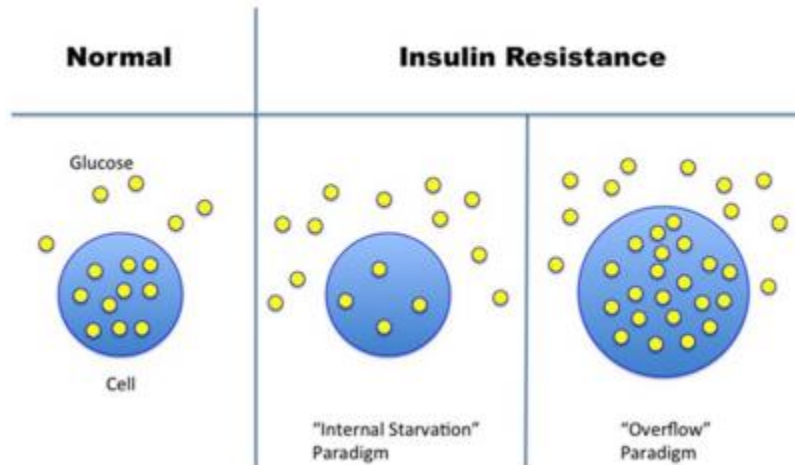 Normal
Insulin Resistance
Glucose
Cell
"Internal Starvation"
Paradigm
"Overflow"
Paradigm